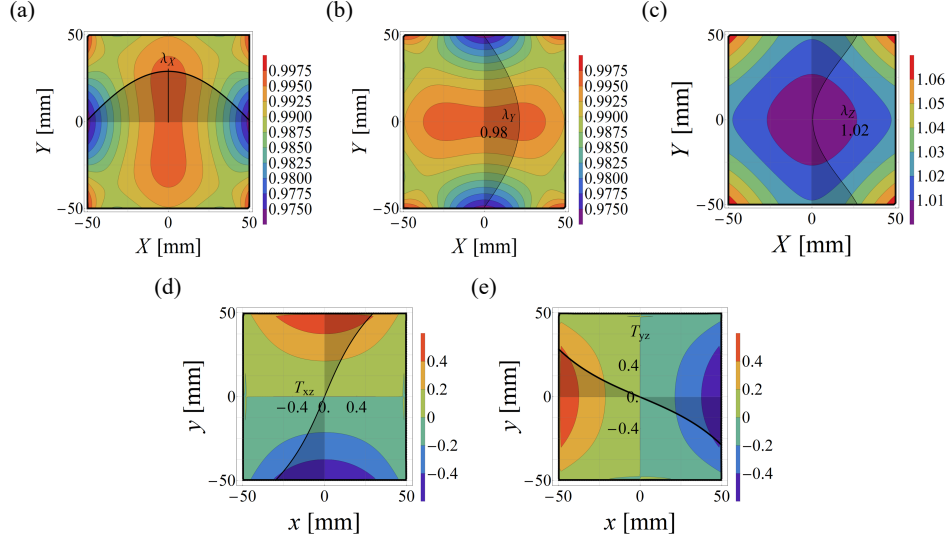 (a)
(b)
(c)
50
0
−50
Y [mm]
λX
−50 0 50
X [mm]
0.9975
0.9950
0.9925
0.9900
0.9875
0.9850
0.9825
0.9800
0.9775
0.9750
50
0
−50
Y [mm]
λY
0.98
−50 0 50
X [mm]
0.9975
0.9950
0.9925
0.9900
0.9875
0.9850
0.9825
0.9800
0.9775
0.9750
50
0
−50
Y [mm]
λZ
1.02
−50 0 50
X [mm]
1.06
1.05
1.04
1.03
1.02
1.01
(d)
(e)
50
0
−50
y [mm]
Txz
−0.4 0. 0.4
−50 0 50
x [mm]
0.4
0.2
0
−0.2
−0.4
50
0
−50
y [mm]
Tyz
0.4
0.
−0.4
−50 0 50
x [mm]
0.4
0.2
0
−0.2
−0.4